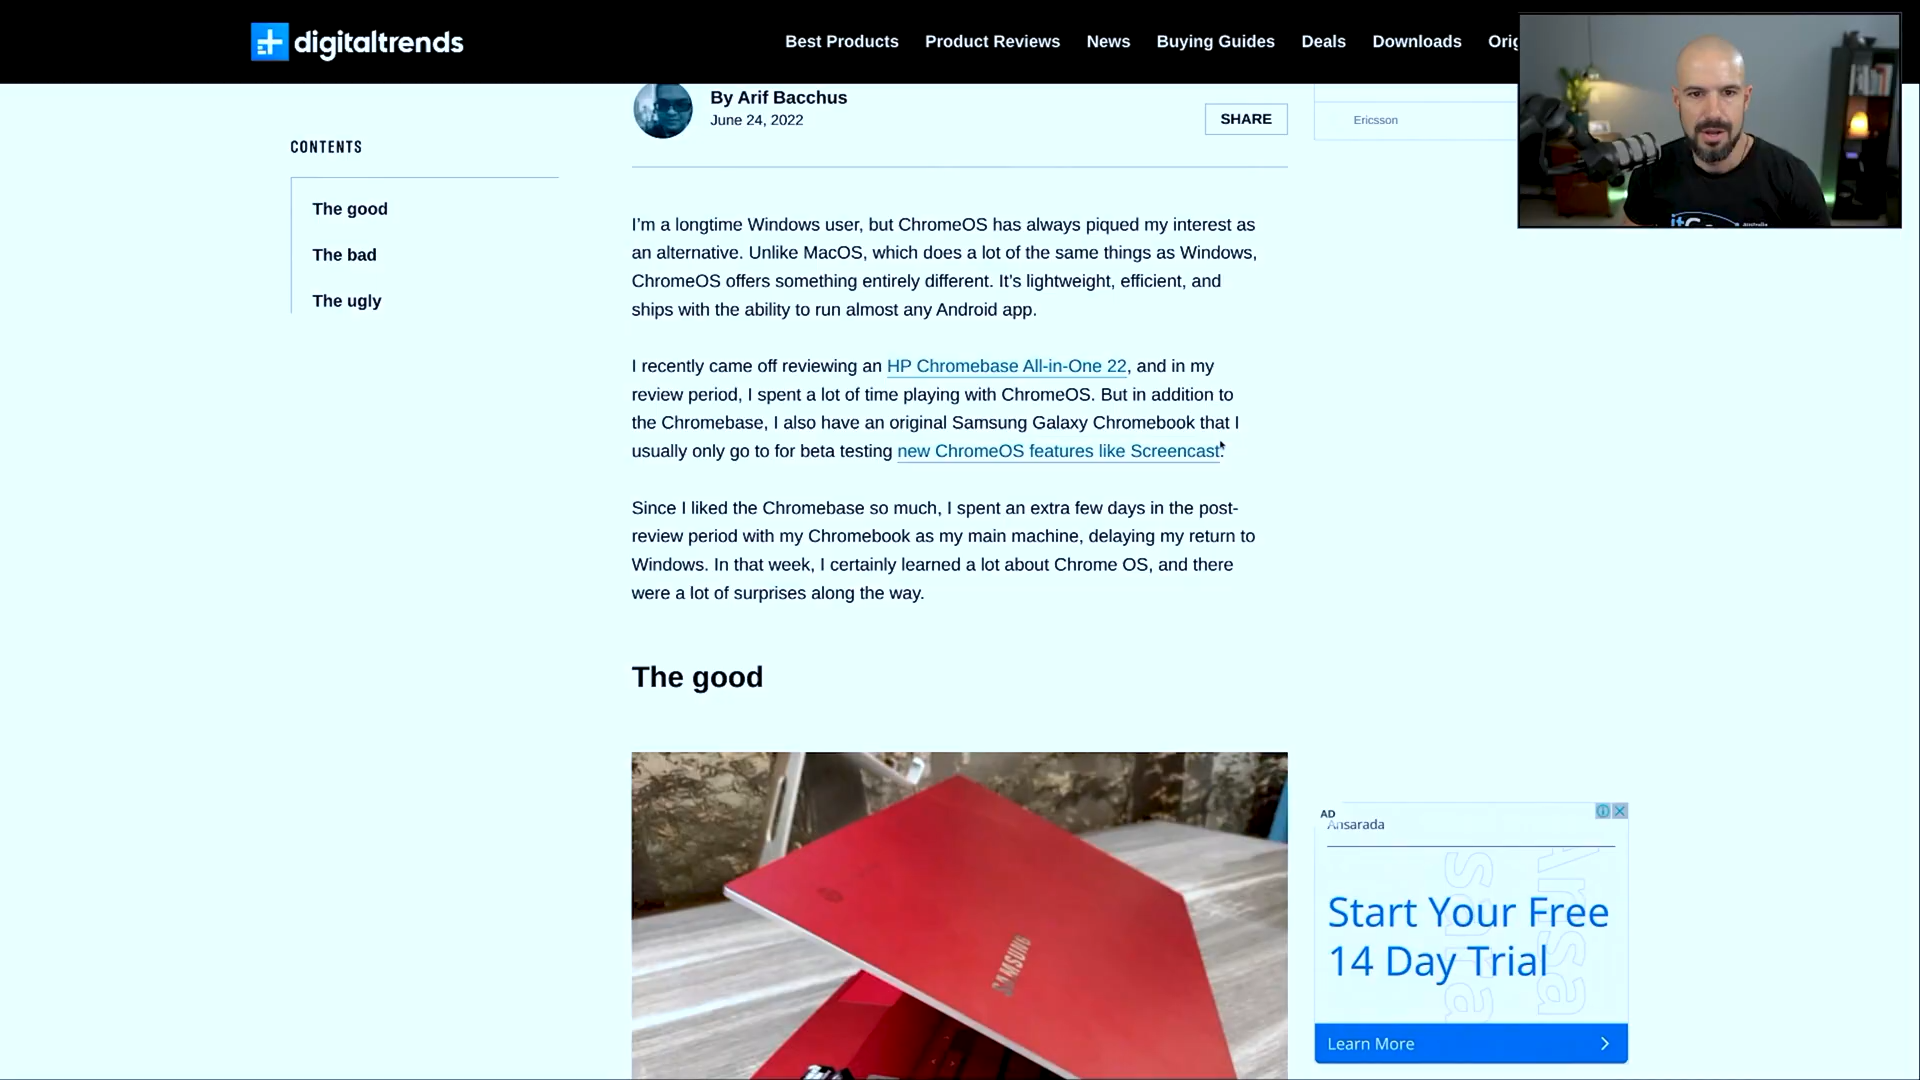 digitaltrends
Best Products Product Reviews News Buying Guides Deals Downloads
By Arif Bacchus
June 24, 2022
SHARE
Ericsson
CONTENTS
The good
The bad
The ugly
I'm a longtime Windows user, but ChromeOS has always piqued my interest as
an alternative. Unlike MacOS, which does a lot of the same things as Windows,
ChromeOS offers something entirely different. It's lightweight, efficient, and
ships with the ability to run almost any Android app.
I recently came off reviewing an HP Chromebase All-in-One 22, and in my
review period, I spent a lot of time playing with ChromeOS. But in addition to
the Chromebase, I also have an original Samsung Galaxy Chromebook that I
usually only go to for beta testing new ChromeOS features like Screencast.
Since I liked the Chromebase so much, I spent an extra few days in the post-
review period with my Chromebook as my main machine, delaying my return to
Windows. In that week, I certainly learned a lot about Chrome OS, and there
were a lot of surprises along the way.
The good
SAMSUNG
AD
Ansarada
Start Your Free
14 Day Trial
Learn More